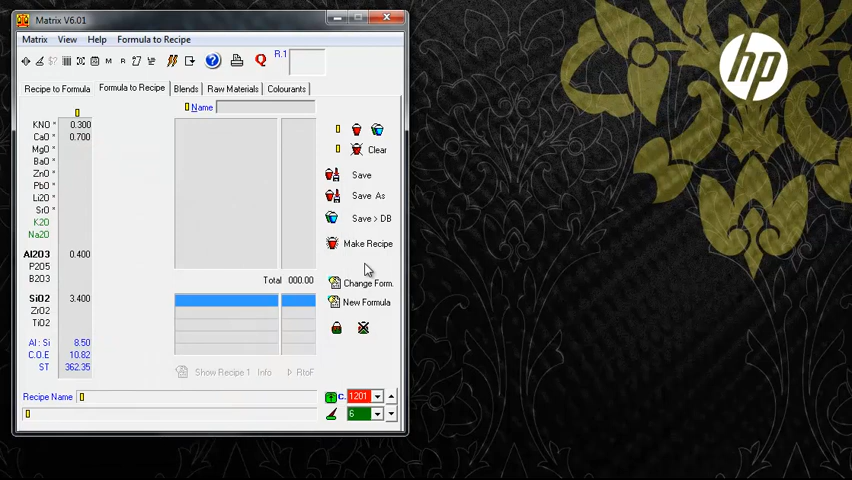 Matrix V6.01
Matrix View Help Formula to Recipe
R.1
Recipe to Formula Formula to Recipe Blends Raw Materials Colourants
Name
KNO * 0.300
CaO * 0.700
MgO *
BaO *
ZnO *
PbO *
Li2O *
SrO *
K2O
Na2O
Al2O3 0.400
P2O5
B2O3
SiO2 3.400
ZrO2
TiO2
Al : Si 8.50
C.O.E 10.82
ST 362.35
Clear
Save
Save As
Save > DB
Make Recipe
Total 000.00
Change Form.
New Formula
Show Recipe 1 Info RtoF
Recipe Name C. 1201
6
hp